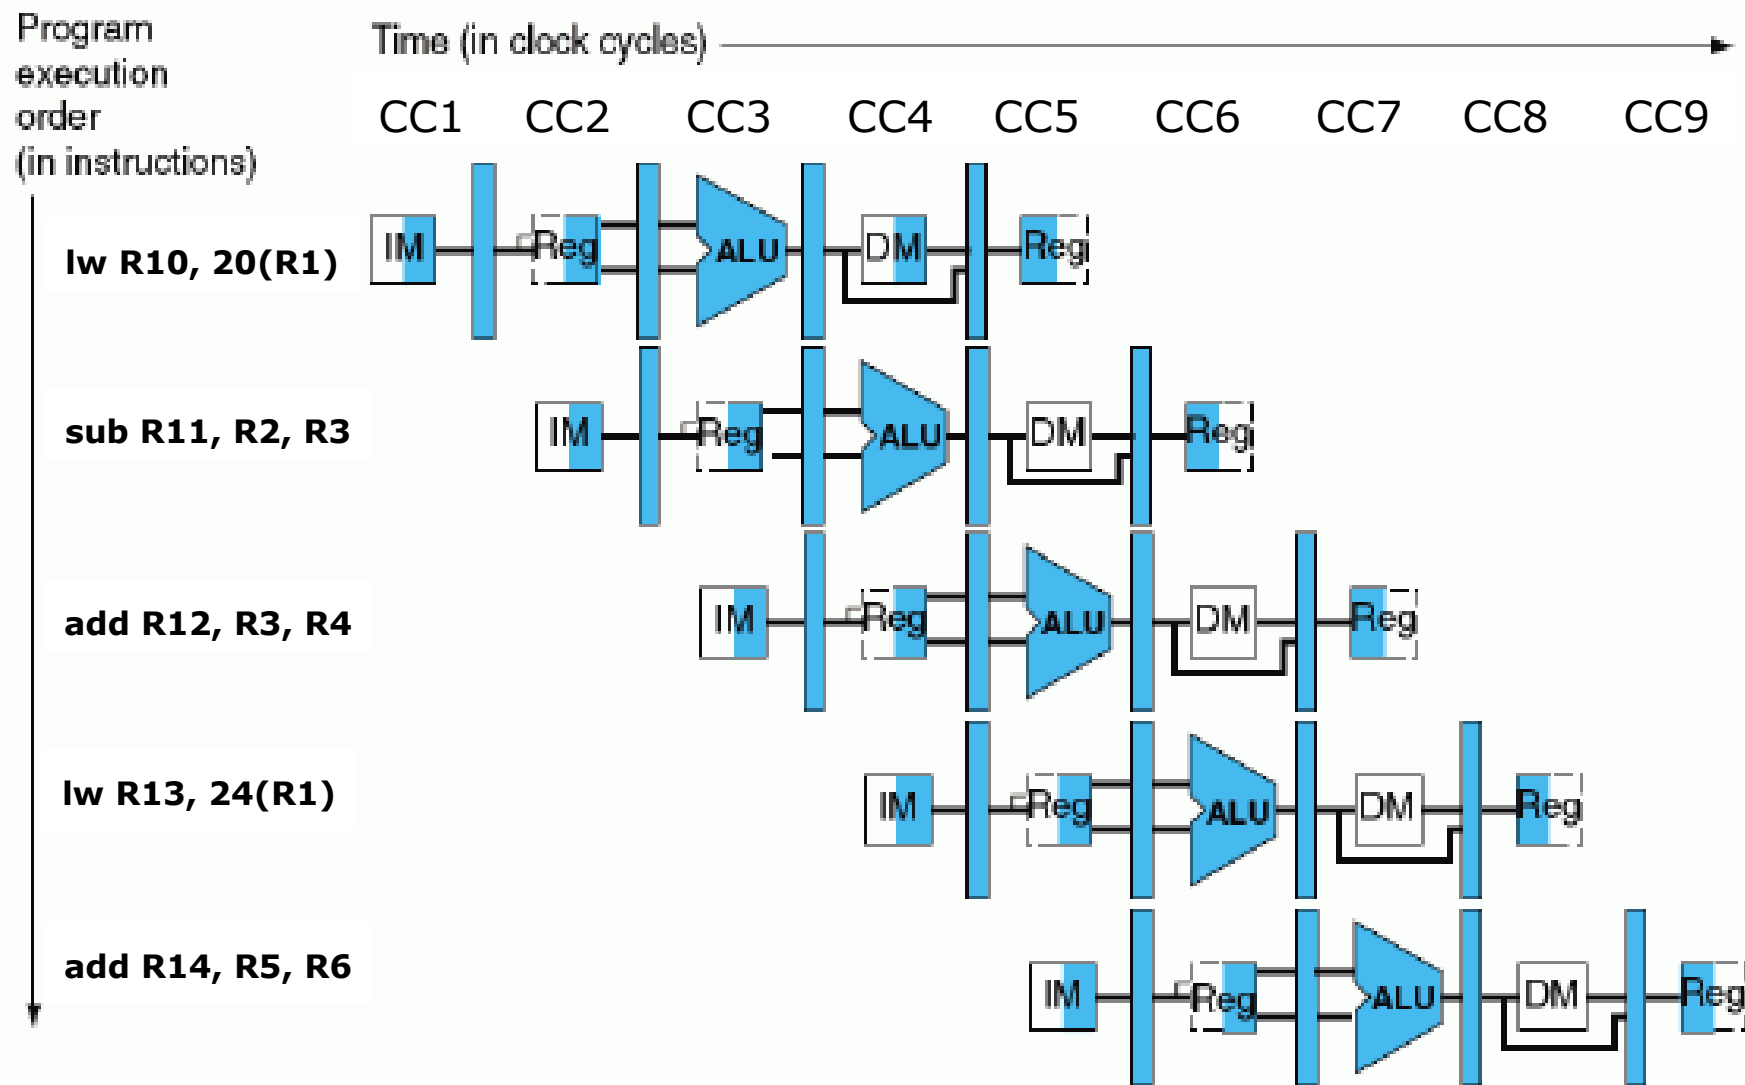 Program
execution
order
(in instructions)
Time (in clock cycles)
CC1 CC2 CC3 CC4 CC5 CC6 CC7 CC8 CC9
lw R10, 20(R1)
IM Reg ALU DM Reg
sub R11, R2, R3
IM Reg ALU DM Reg
add R12, R3, R4
IM Reg ALU DM Reg
lw R13, 24(R1)
IM Reg ALU DM Reg
add R14, R5, R6
IM Reg ALU DM Reg